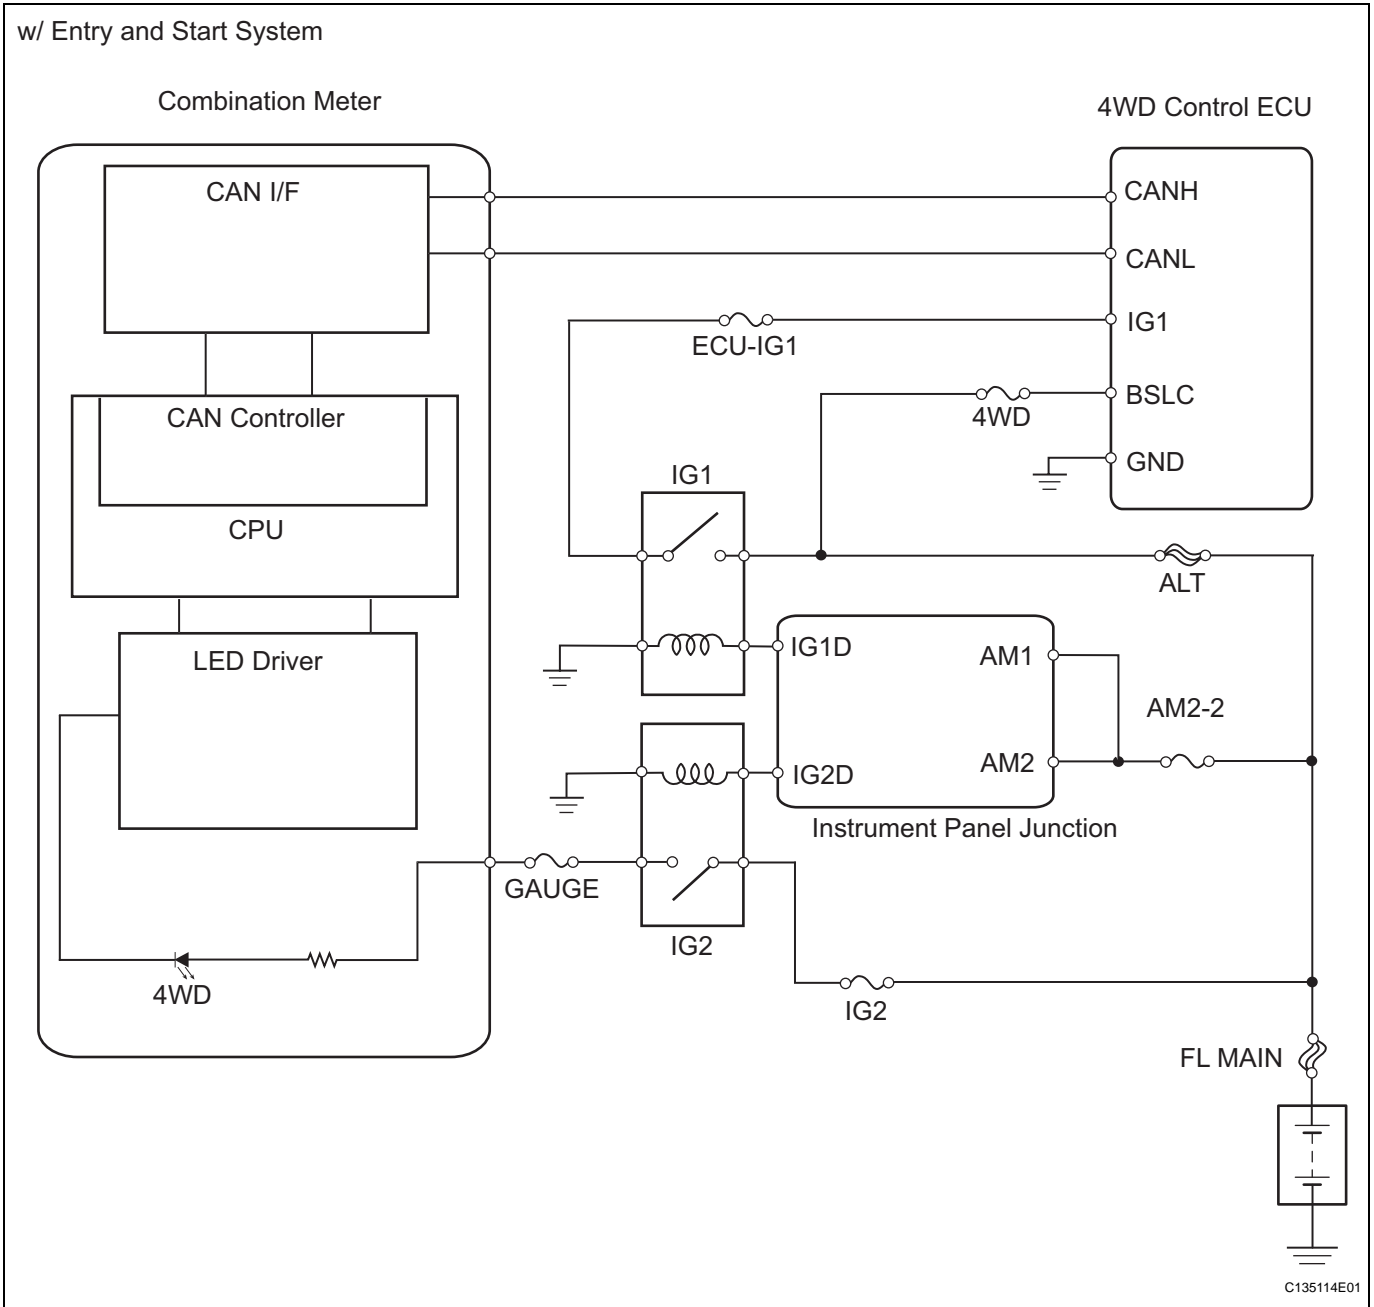 w/ Entry and Start System
Combination Meter
4WD Control ECU
CAN I/F
CANH
CANL
IG1
ECU-IG1
BSLC
4WD
CAN Controller
GND
IG1
CPU
ALT
IG1D
AM1
LED Driver
AM2-2
IG2D
AM2
Instrument Panel Junction
GAUGE
IG2
4WD
IG2
FL MAIN
C135114E01